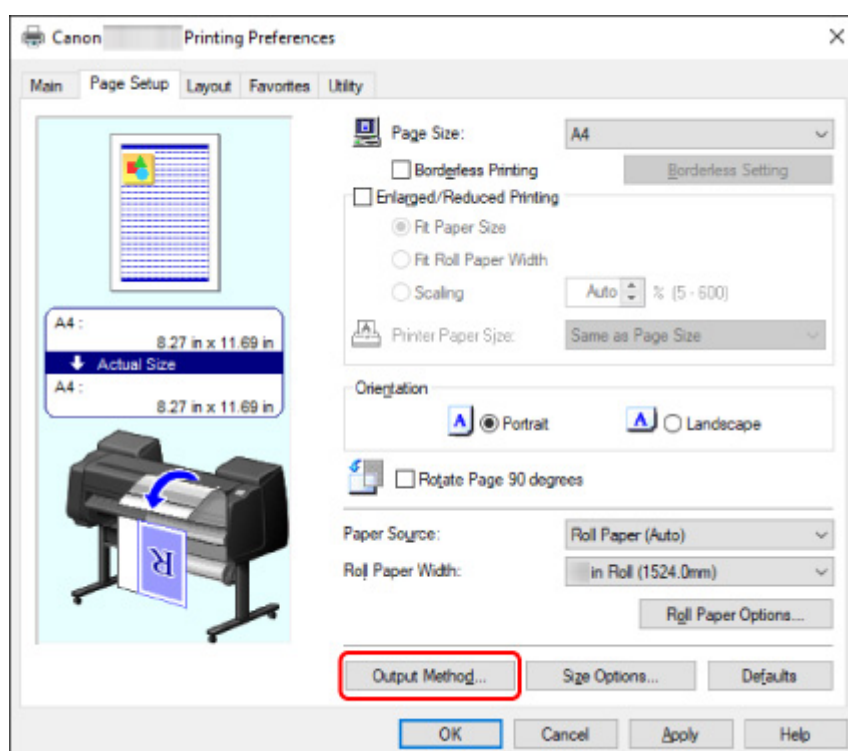 Canon Printing Preferences
Main Page Setup Layout Favorites Utility
Page Size: A4
Borderless Printing Borderless Setting
Enlarged/Reduced Printing
Fit Paper Size
Fit Roll Paper Width
Scaling Auto % (5 - 600)
Printer Paper Size: Same as Page Size
A4 :
8.27 in x 11.69 in
Actual Size
A4 :
8.27 in x 11.69 in
Orientation
A Portrait A Landscape
Rotate Page 90 degrees
R
Paper Source: Roll Paper (Auto)
Roll Paper Width: in Roll (1524.0mm)
Roll Paper Options...
Output Method... Size Options... Defaults
OK Cancel Apply Help